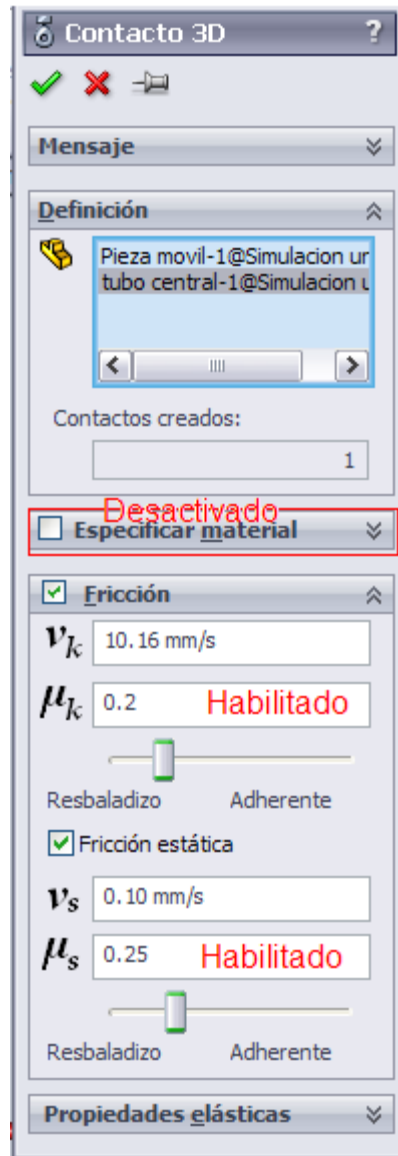 Contacto 3D ?
Mensaje
Definición
Pieza movil-1@Simulacion ur
tubo central-1@Simulacion u
Contactos creados:
1
Desactivado
Especificar material
Fricción
νk 10.16 mm/s
μk 0.2 Habilitado
Resbaladizo Adherente
Fricción estática
νs 0.10 mm/s
μs 0.25 Habilitado
Resbaladizo Adherente
Propiedades elásticas